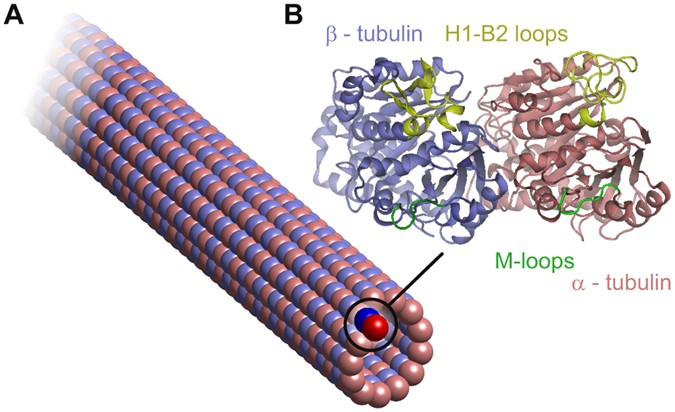 A
B
β - tubulin
H1-B2 loops
M-loops
α - tubulin